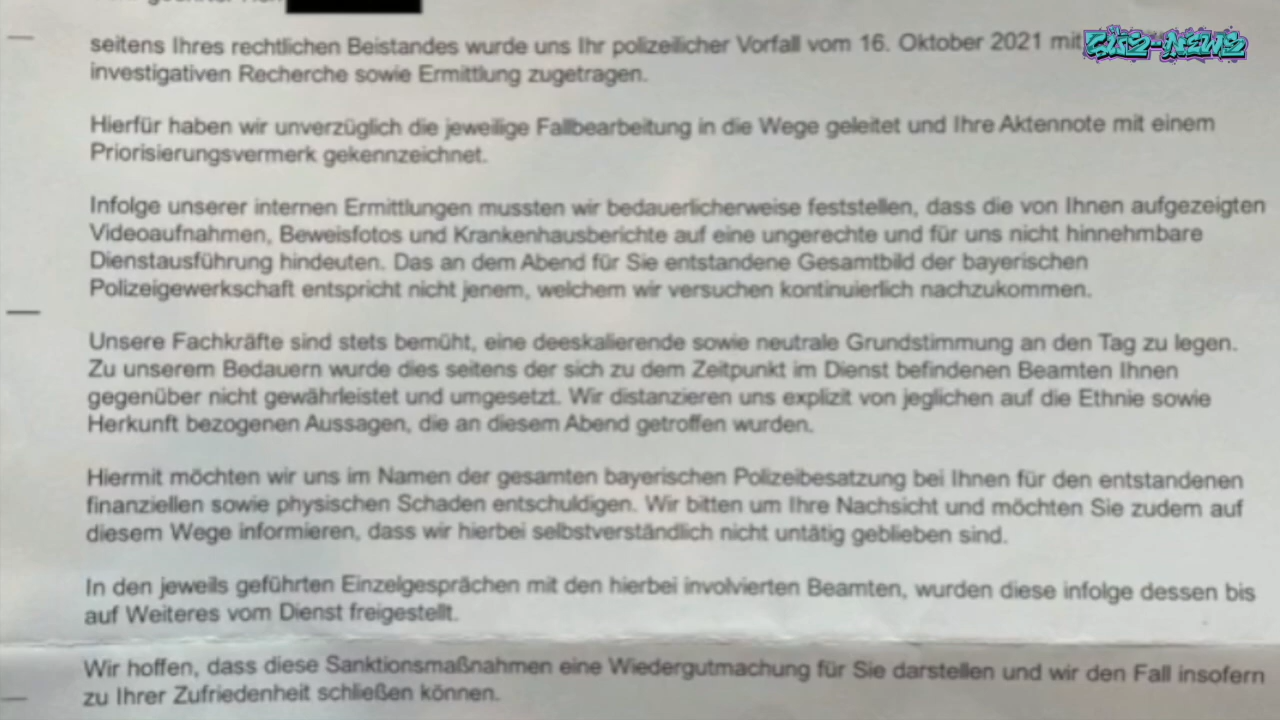 seitens Ihres rechtlichen Beistandes wurde uns Ihr polizeilicher Vorfall vom 16. Oktober 2021 mit
CUS-NEWS
investigativen Recherche sowie Ermittlung zugetragen.
Hierfür haben wir unverzüglich die jeweilige Fallbearbeitung in die Wege geleitet und Ihre Aktennote mit einem
Priorisierungsvermerk gekennzeichnet.
Infolge unserer internen Ermittlungen mussten wir bedauerlicherweise feststellen, dass die von Ihnen aufgezeigten
Videoaufnahmen, Beweisfotos und Krankenhausberichte auf eine ungerechte und für uns nicht hinnehmbare
Dienstausführung hindeuten. Das an dem Abend für Sie entstandene Gesamtbild der bayerischen
Polizeigewerkschaft entspricht nicht jenem, welchem wir versuchen kontinuierlich nachzukommen.
Unsere Fachkräfte sind stets bemüht, eine deeskalierende sowie neutrale Grundstimmung an den Tag zu legen.
Zu unserem Bedauern wurde dies seitens der sich zu dem Zeitpunkt im Dienst befindenen Beamten Ihnen
gegenüber nicht gewährleistet und umgesetzt. Wir distanzieren uns explizit von jeglichen auf die Ethnie sowie
Herkunft bezogenen Aussagen, die an diesem Abend getroffen wurden.
Hiermit möchten wir uns im Namen der gesamten bayerischen Polizeibesatzung bei Ihnen für den entstandenen
finanziellen sowie physischen Schaden entschuldigen. Wir bitten um Ihre Nachsicht und möchten Sie zudem auf
diesem Wege informieren, dass wir hierbei selbstverständlich nicht untätig geblieben sind.
In den jeweils geführten Einzelgesprächen mit den hierbei involvierten Beamten, wurden diese infolge dessen bis
auf Weiteres vom Dienst freigestellt.
Wir hoffen, dass diese Sanktionsmaßnahmen eine Wiedergutmachung für Sie darstellen und wir den Fall insofern
zu Ihrer Zufriedenheit schließen können.